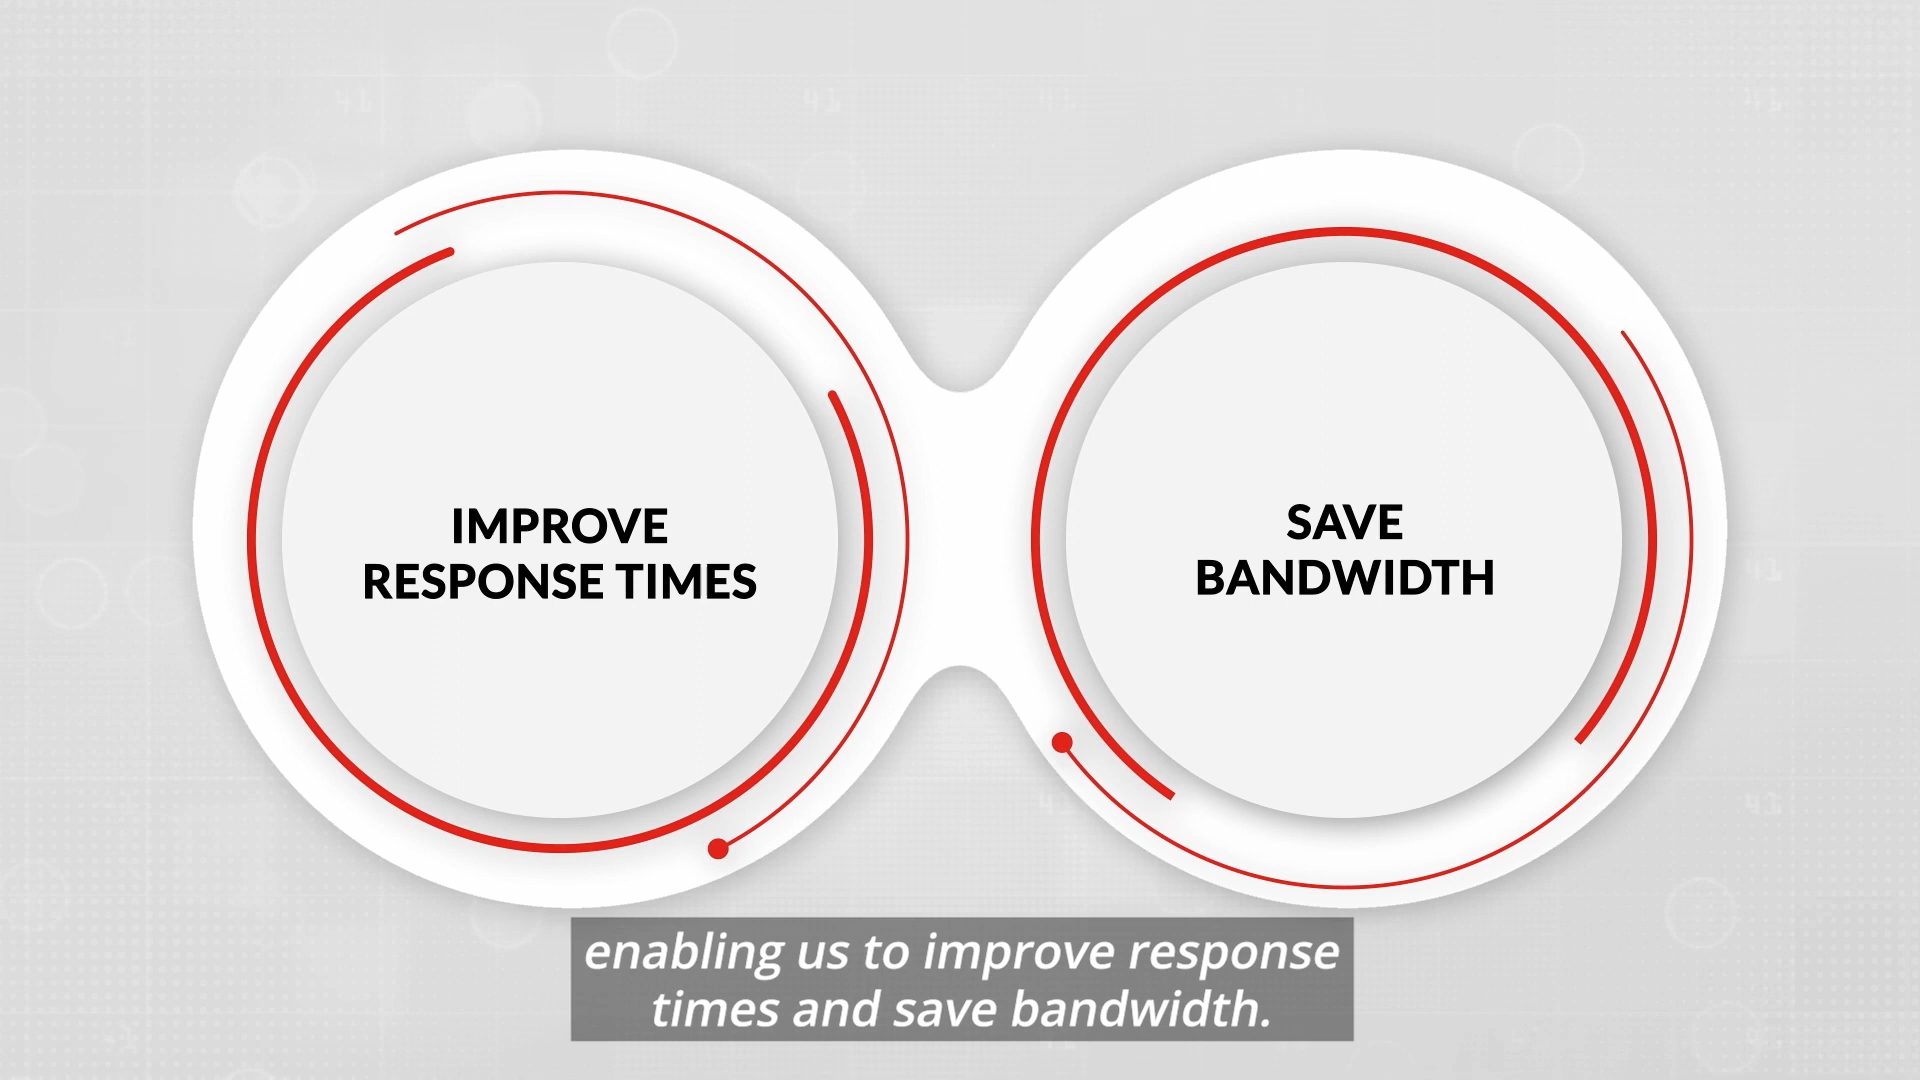 IMPROVE
RESPONSE TIMES
SAVE
BANDWIDTH
enabling us to improve response
times and save bandwidth.